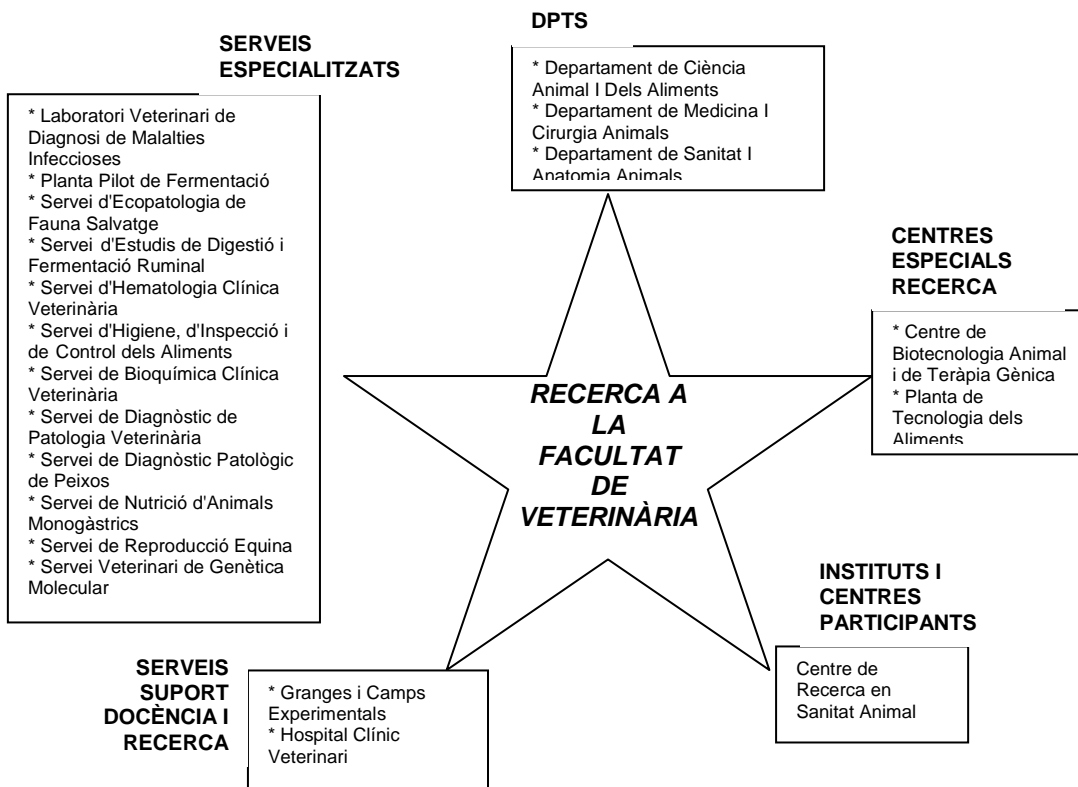 DPTS
* Departament de Ciència
Animal I Dels Aliments
* Departament de Medicina I
Cirurgia Animals
* Departament de Sanitat I
Anatomia Animals
SERVEIS
ESPECIALITZATS
* Laboratori Veterinari de
Diagnosi de Malalties
Infeccioses
* Planta Pilot de Fermentació
* Servei d'Ecopatologia de
Fauna Salvatge
* Servei d'Estudis de Digestió i
Fermentació Ruminal
* Servei d'Hematologia Clínica
Veterinària
* Servei d'Higiene, d'Inspecció i
de Control dels Aliments
* Servei de Bioquímica Clínica
Veterinària
* Servei de Diagnòstic de
Patologia Veterinària
* Servei de Diagnòstic Patològic
de Peixos
* Servei de Nutrició d'Animals
Monogàstrics
* Servei de Reproducció Equina
* Servei Veterinari de Genètica
Molecular
CENTRES
ESPECIALS
RECERCA
* Centre de
Biotecnologia Animal
i de Teràpia Gènica
* Planta de
Tecnologia dels
Aliments
RECERCA A
LA
FACULTAT
DE
VETERINÀRIA
INSTITUTS I
CENTRES
PARTICIPANTS
Centre de
Recerca en
Sanitat Animal
SERVEIS
SUPORT
DOCÈNCIA I
RECERCA
* Granges i Camps
Experimentals
* Hospital Clínic
Veterinari